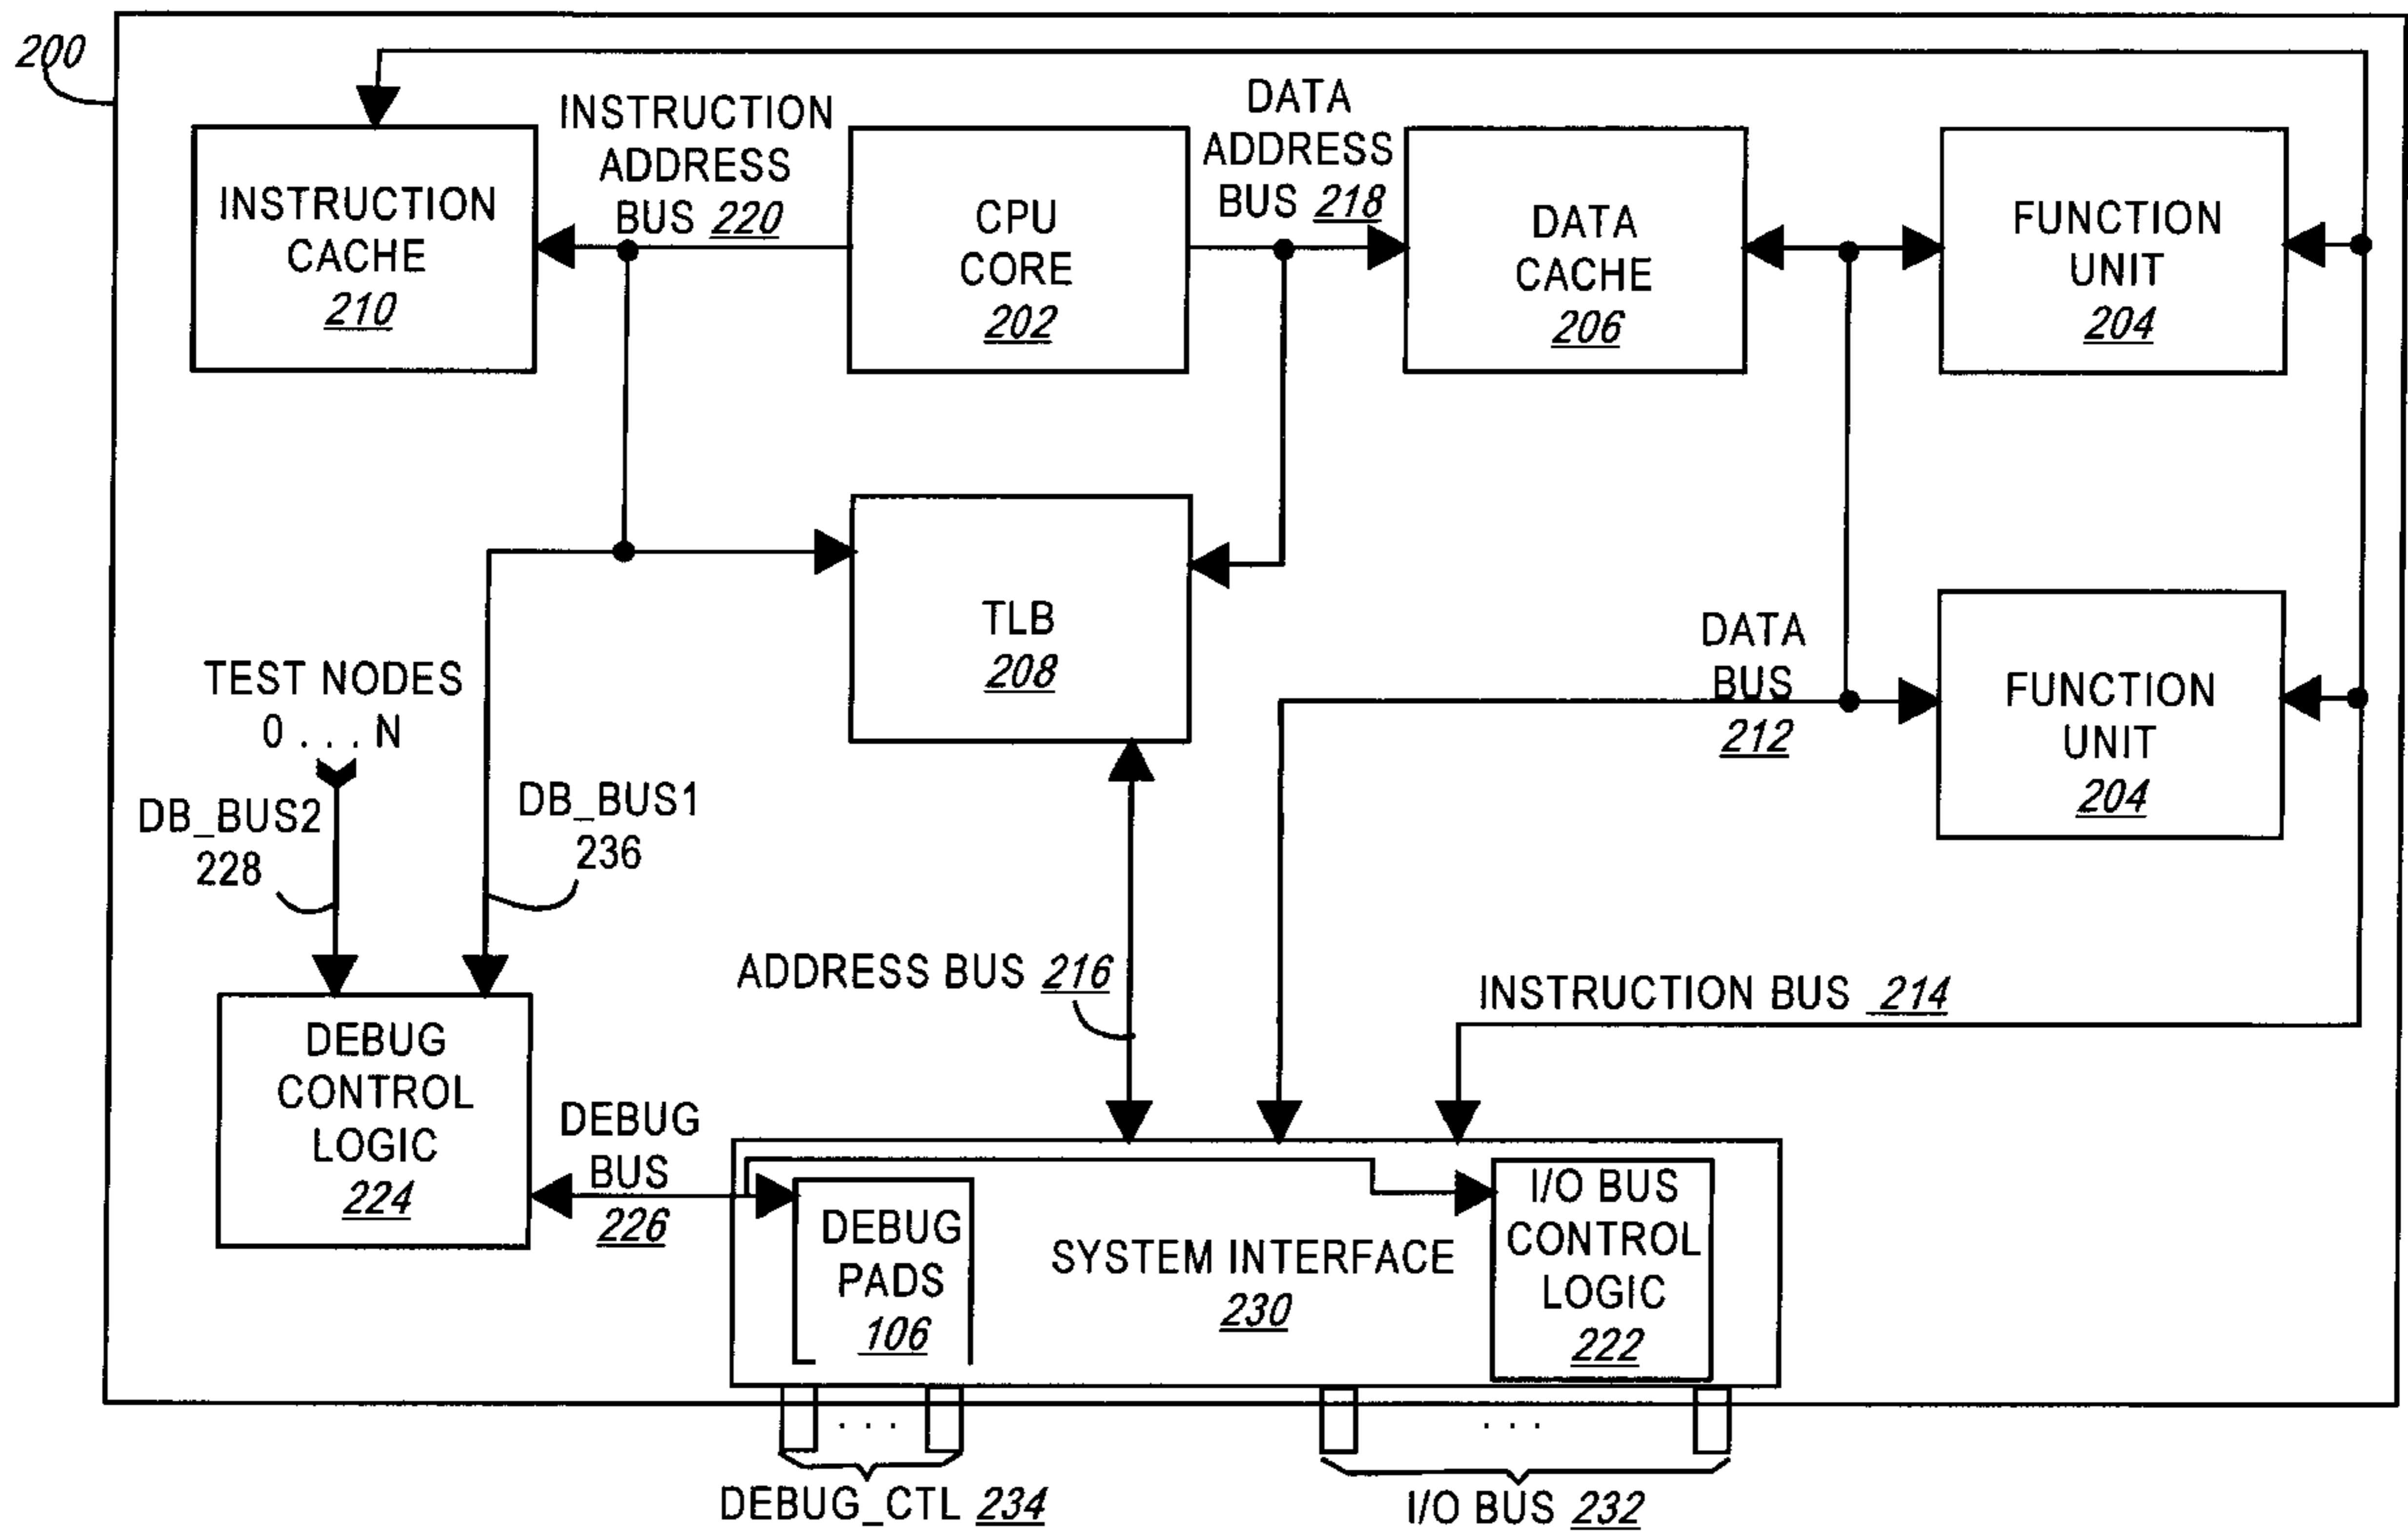 200
INSTRUCTION
ADDRESS
BUS 220
DATA
ADDRESS
BUS 218
INSTRUCTION
CACHE
210
CPU
CORE
202
DATA
CACHE
206
FUNCTION
UNIT
204
TLB
208
DATA
BUS
212
FUNCTION
UNIT
204
TEST NODES
0 . . . N
DB_BUS2
228
DB_BUS1
236
ADDRESS BUS 216
INSTRUCTION BUS 214
DEBUG
CONTROL
LOGIC
224
DEBUG
BUS
226
DEBUG
PADS
106
SYSTEM INTERFACE
230
I/O BUS
CONTROL
LOGIC
222
. . .
. . .
DEBUG_CTL 234
I/O BUS 232